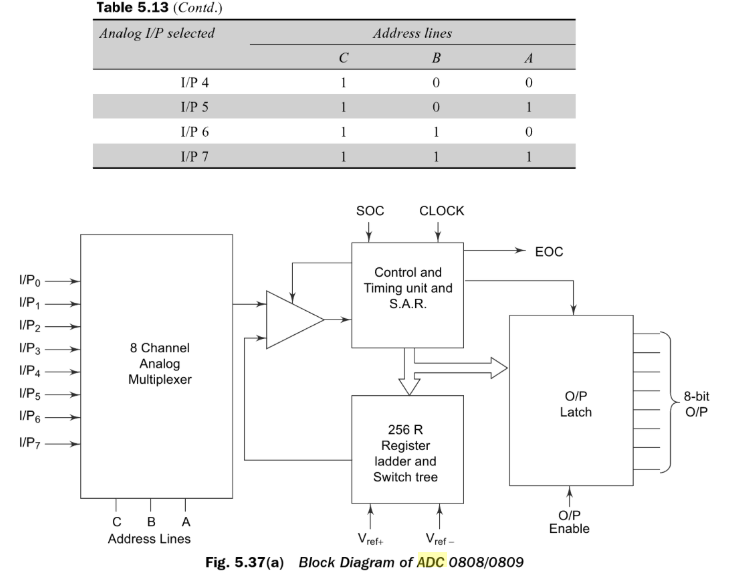 Table 5.13 (Contd.)
Analog I/P selected Address lines
C B A
I/P 4 1 0 0
I/P 5 1 0 1
I/P 6 1 1 0
I/P 7 1 1 1
SOC CLOCK
EOC
I/P0
I/P1
I/P2
I/P3
I/P4
I/P5
I/P6
I/P7
8 Channel
Analog
Multiplexer
Control and
Timing unit and
S.A.R.
256 R
Register
ladder and
Switch tree
O/P
Latch
8-bit
O/P
C B A
Address Lines
Vref+ Vref –
O/P
Enable
Fig. 5.37(a) Block Diagram of ADC 0808/0809